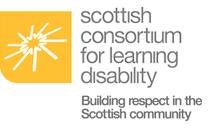 scottish
consortium
for learning
disability
Building respect in the
Scottish community